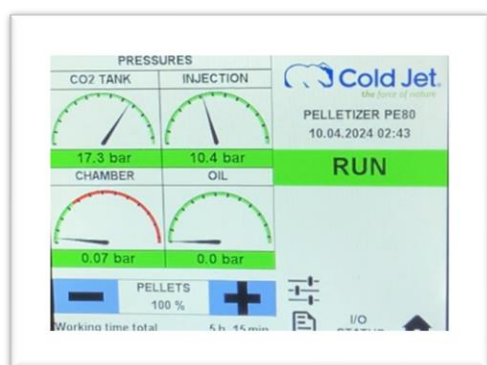 PRESSURES
CO2 TANK
INJECTION
17.3 bar
10.4 bar
CHAMBER
OIL
0.07 bar
0.0 bar
PELLETS
100 %
Working time total
5 h 15 min
Cold Jet.
the force of nature
PELLETIZER PE80
10.04.2024 02:43
RUN
I/O
STATUS